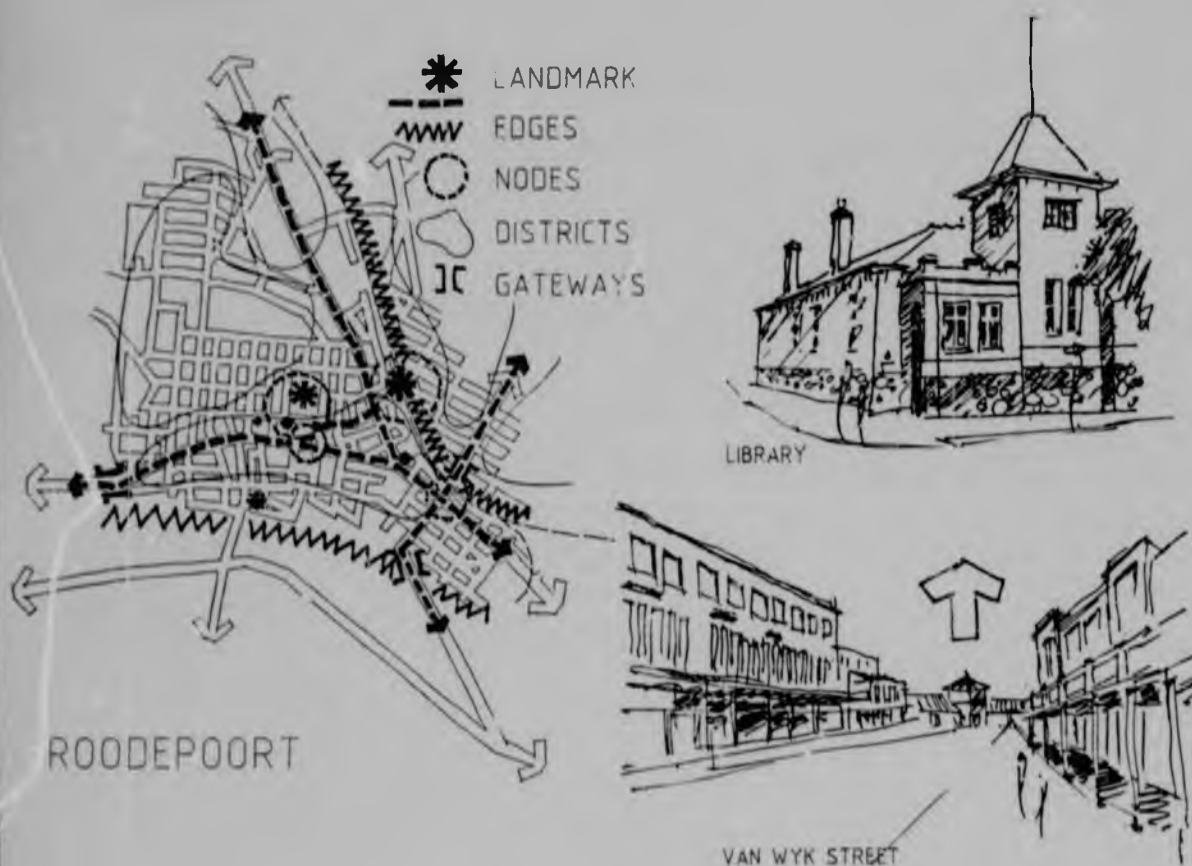 LANDMARK
EDGES
NODES
DISTRICTS
GATEWAYS
LIBRARY
ROODEPOORT
VAN WYK STREET